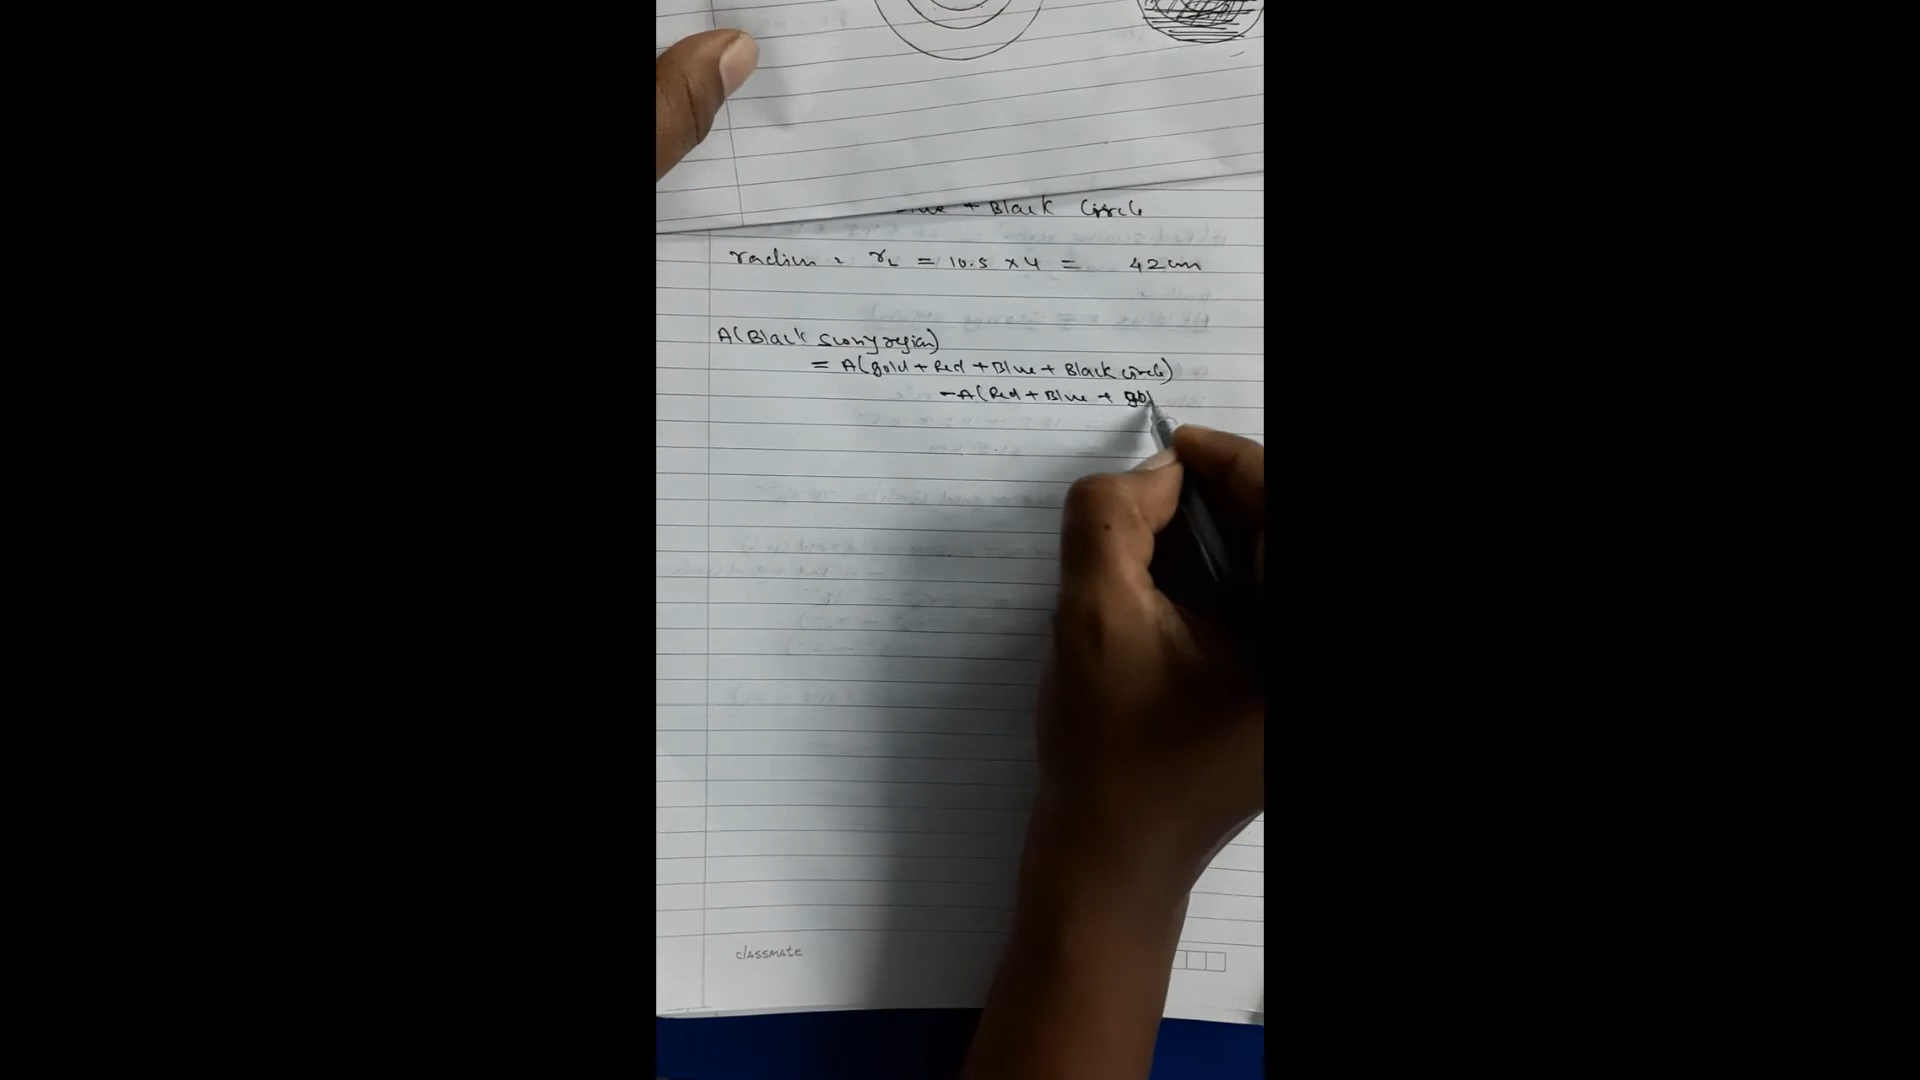 + Black Circle
radius, r₂ = 10.5 x 4 = 42 cm
A(Black scoring region)
= A(gold + Red + Blue + Black circle)
- A(Red + Blue + gol
classmate